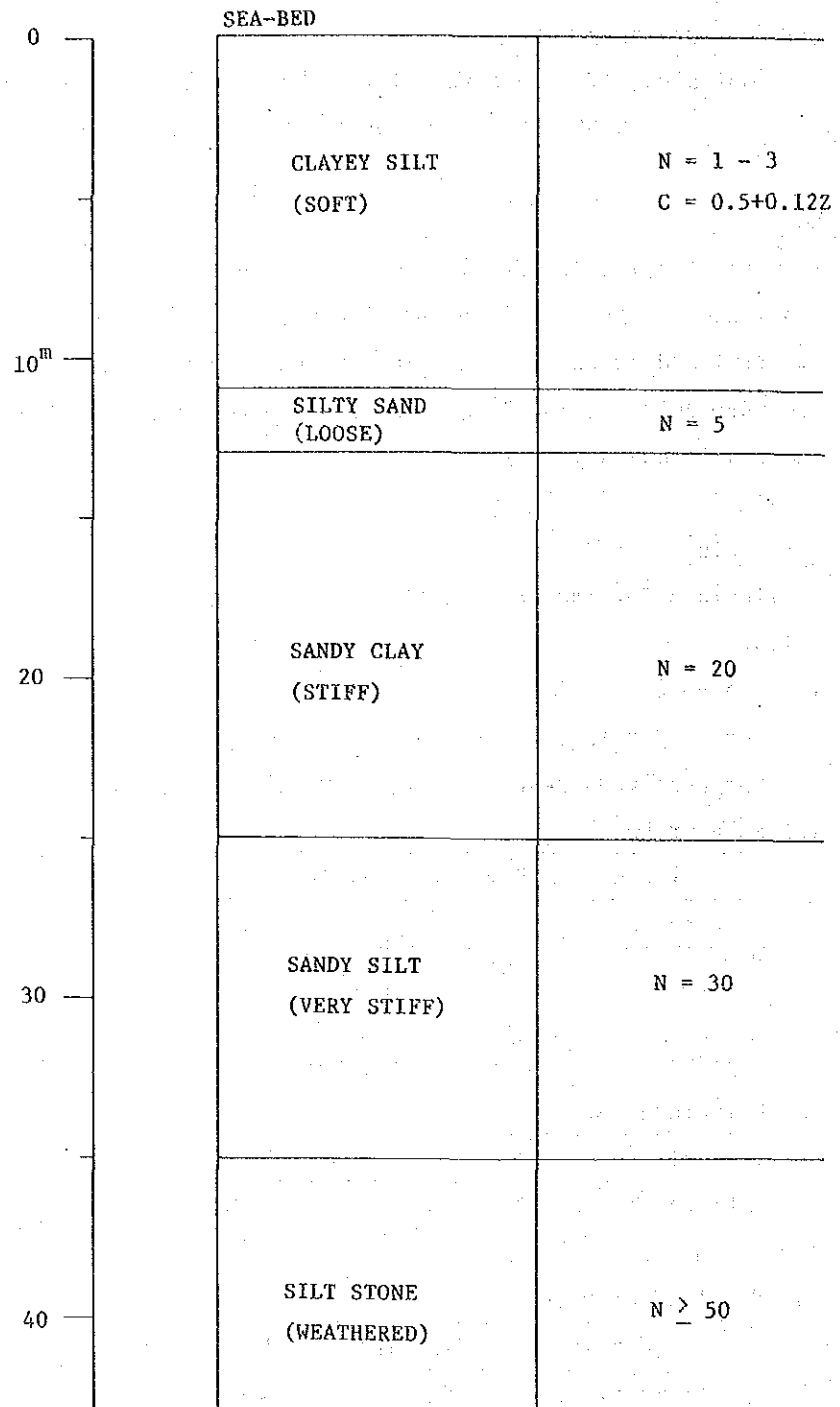 SEA-BED
0
CLAYEY SILT
(SOFT)
N = 1 - 3
C = 0.5+0.12Z
10m
SILTY SAND
(LOOSE)
N = 5
SANDY CLAY
(STIFF)
N = 20
20
SANDY SILT
(VERY STIFF)
N = 30
30
SILT STONE
(WEATHERED)
N ≥ 50
40